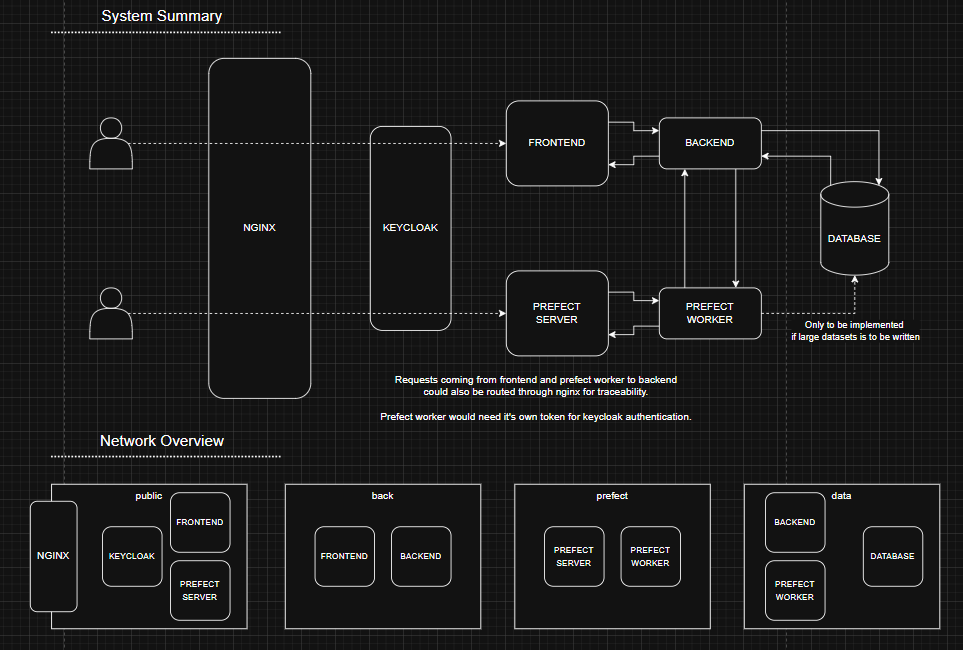 System Summary
NGINX
KEYCLOAK
FRONTEND
BACKEND
DATABASE
PREFECT
SERVER
PREFECT
WORKER
Only to be implemented
if large datasets is to be written
Requests coming from frontend and prefect worker to backend
could also be routed through nginx for traceability.
Prefect worker would need it's own token for keycloak authentication.
Network Overview
public
NGINX
KEYCLOAK
FRONTEND
PREFECT
SERVER
back
FRONTEND
BACKEND
prefect
PREFECT
SERVER
PREFECT
WORKER
data
BACKEND
PREFECT
WORKER
DATABASE